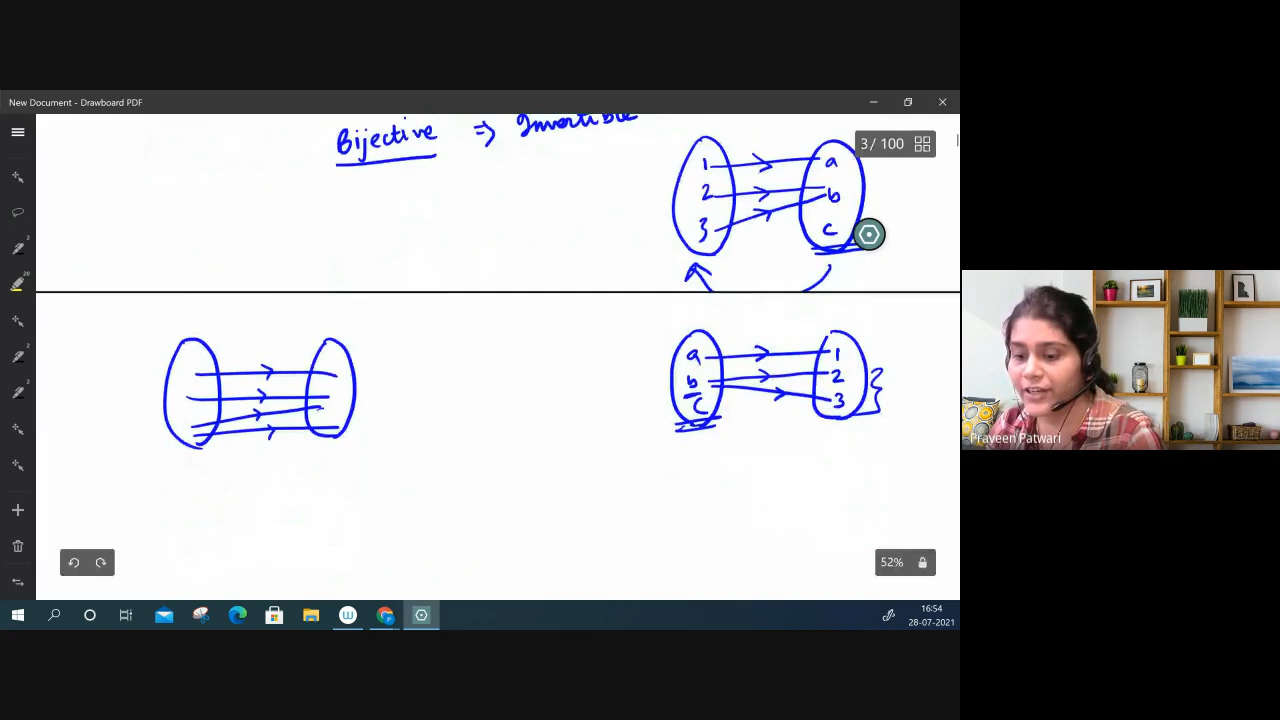 New Document - Drawboard PDF
Bijective => Invertible
3 / 100
1 a
2 b
3 c
a 1
b 2
c 3
Praveen Patwari
52%
16:54
28-07-2021